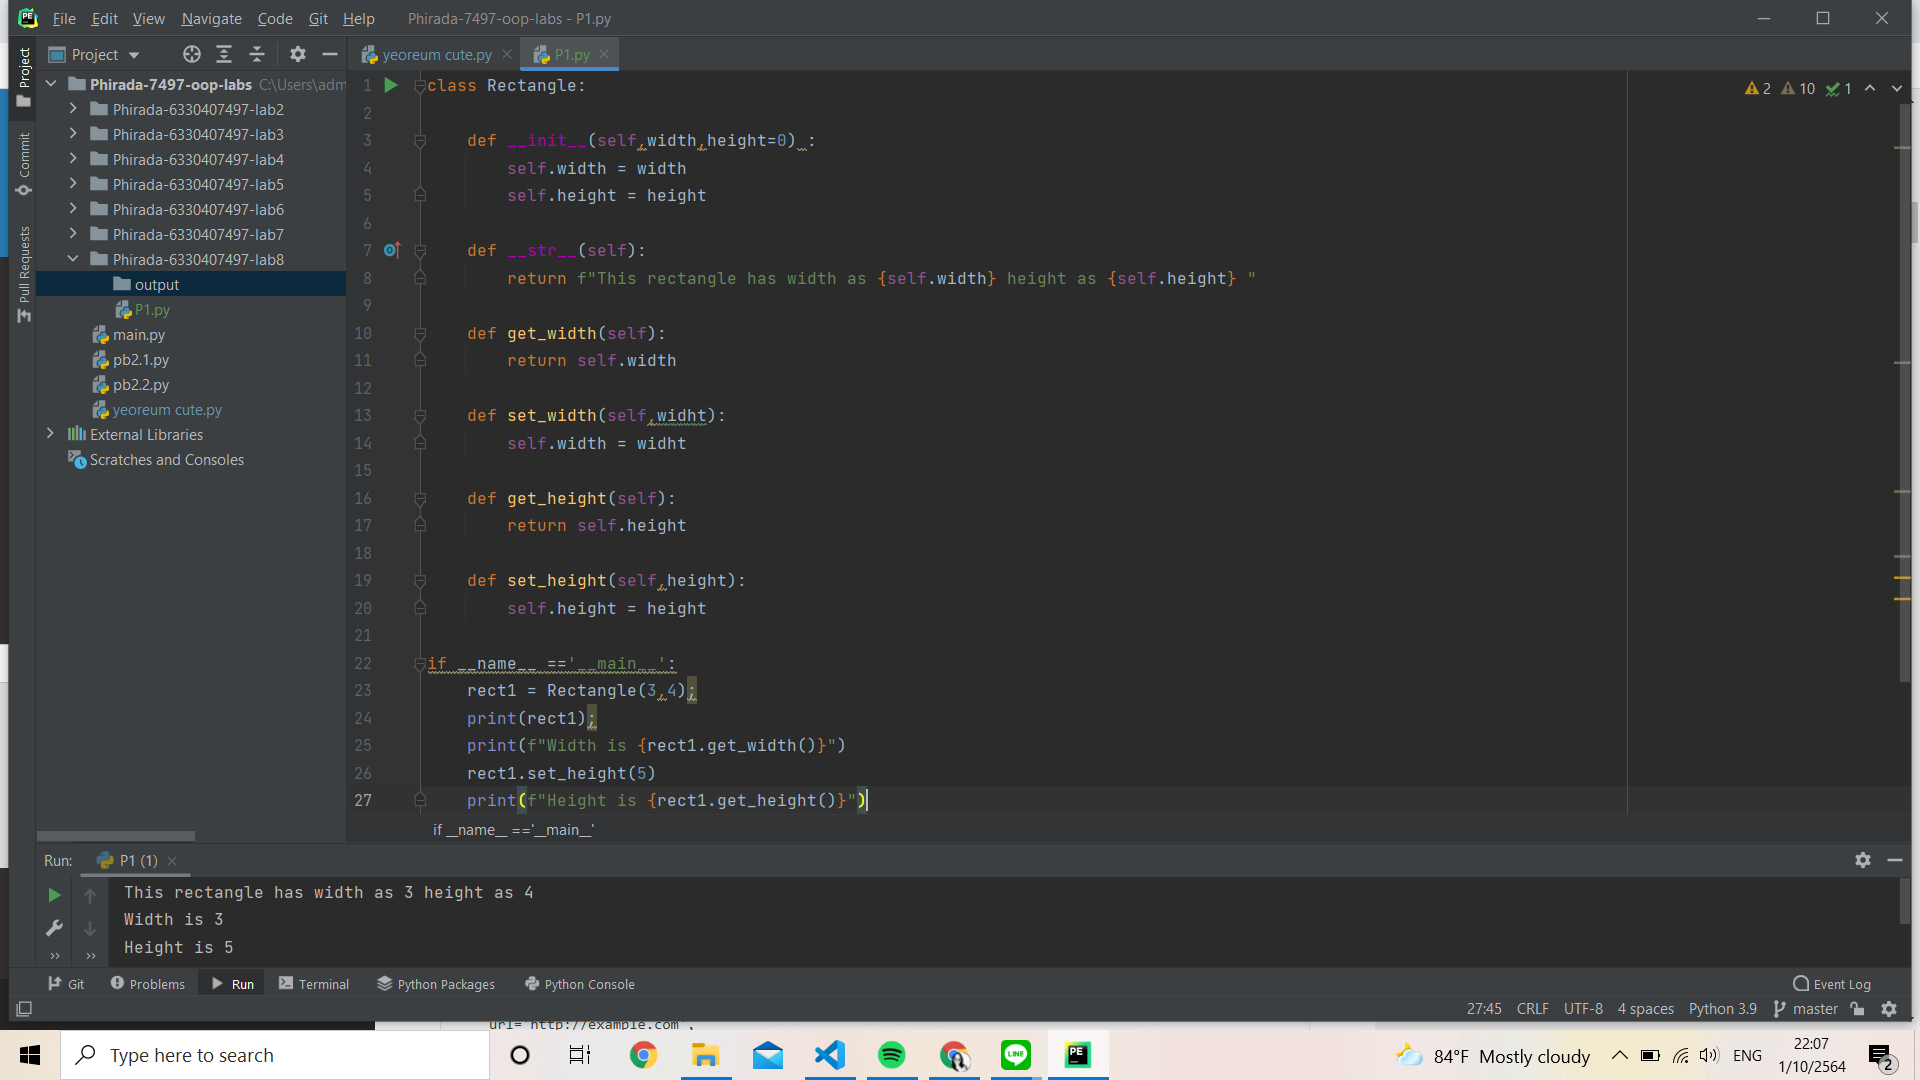 File Edit View Navigate Code Git Help Phirada-7497-oop-labs - P1.py
Project
yeoreum cute.py P1.py
Project
Commit
Pull Requests
Phirada-7497-oop-labs C:\Users\adm
Phirada-6330407497-lab2
Phirada-6330407497-lab3
Phirada-6330407497-lab4
Phirada-6330407497-lab5
Phirada-6330407497-lab6
Phirada-6330407497-lab7
Phirada-6330407497-lab8
output
P1.py
main.py
pb2.1.py
pb2.2.py
yeoreum cute.py
External Libraries
Scratches and Consoles
2 10 1
1 class Rectangle:
2
3 def __init__(self,width,height=0) :
4 self.width = width
5 self.height = height
6
7 def __str__(self):
8 return f"This rectangle has width as {self.width} height as {self.height} "
9
10 def get_width(self):
11 return self.width
12
13 def set_width(self,widht):
14 self.width = widht
15
16 def get_height(self):
17 return self.height
18
19 def set_height(self,height):
20 self.height = height
21
22 if __name__ =='__main__':
23 rect1 = Rectangle(3,4);
24 print(rect1);
25 print(f"Width is {rect1.get_width()}")
26 rect1.set_height(5)
27 print(f"Height is {rect1.get_height()}")
if __name__ =='__main__'
Run: P1 (1)
This rectangle has width as 3 height as 4
Width is 3
Height is 5
Git Problems Run Terminal Python Packages Python Console Event Log
27:45 CRLF UTF-8 4 spaces Python 3.9 master
url="http://example.com",
Type here to search
84°F Mostly cloudy ENG
22:07
1/10/2564
2